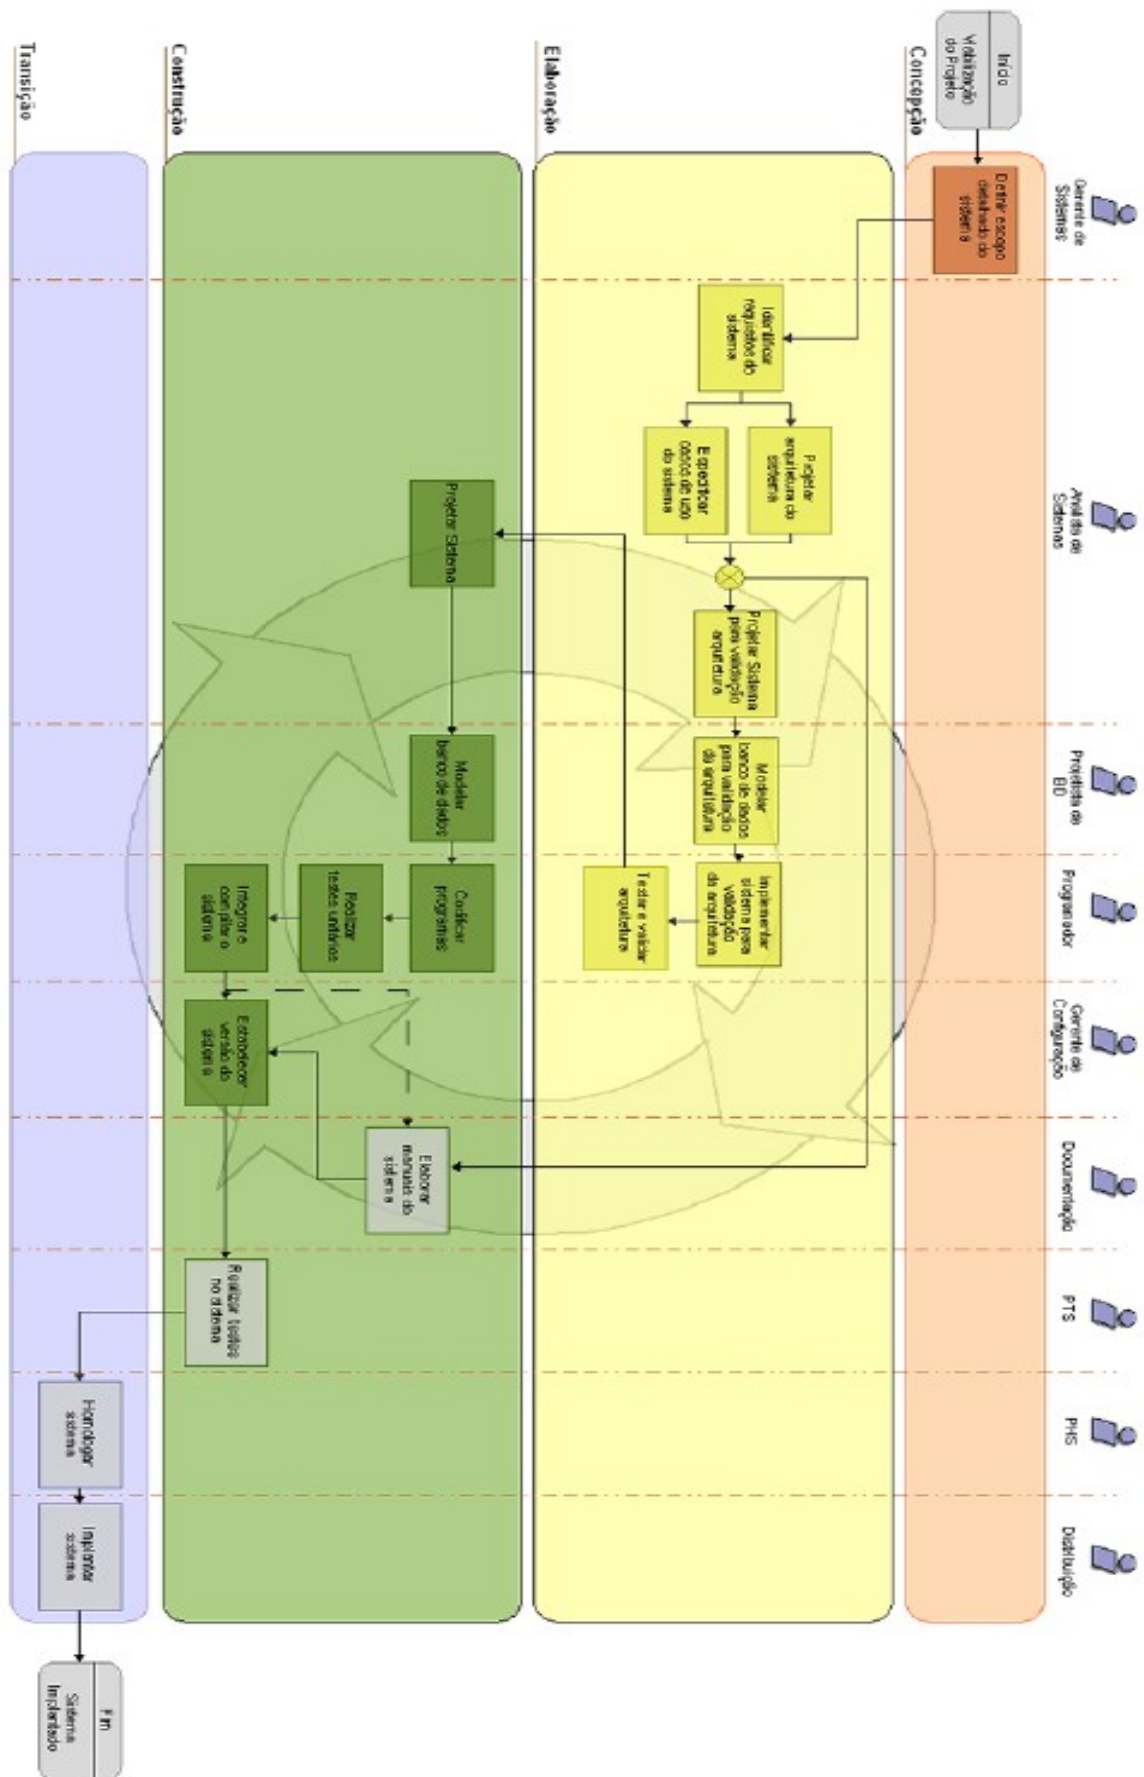 Início
Viabilização
do Projeto
Gerente de
Sistemas
Analista de
Sistemas
Projetista de
BD
Programador
Gerente de
Configuração
Documentação
PTS
PHS
Distribuição
Concepção
Definir escopo
detalhado do
sistema
Elaboração
Identificar
requisitos do
sistema
Projetar
arquitetura do
sistema
Especificar
casos de uso
do sistema
Projetar Sistema
para validação
arquitetura
Modelar
banco de dados
para validação
da arquitetura
Implementar
sistema para
validação
da arquitetura
Testar e validar
arquitetura
Construção
Projetar Sistema
Modelar
banco de dados
Codificar
programas
Realizar
testes unitários
Integrar e
compilar o
sistema
Estabelecer
versão do
sistema
Elaborar
manuais do
sistema
Realizar testes
no sistema
Transição
Homologar
sistema
Implantar
sistema
Fim
Sistema
Implantado